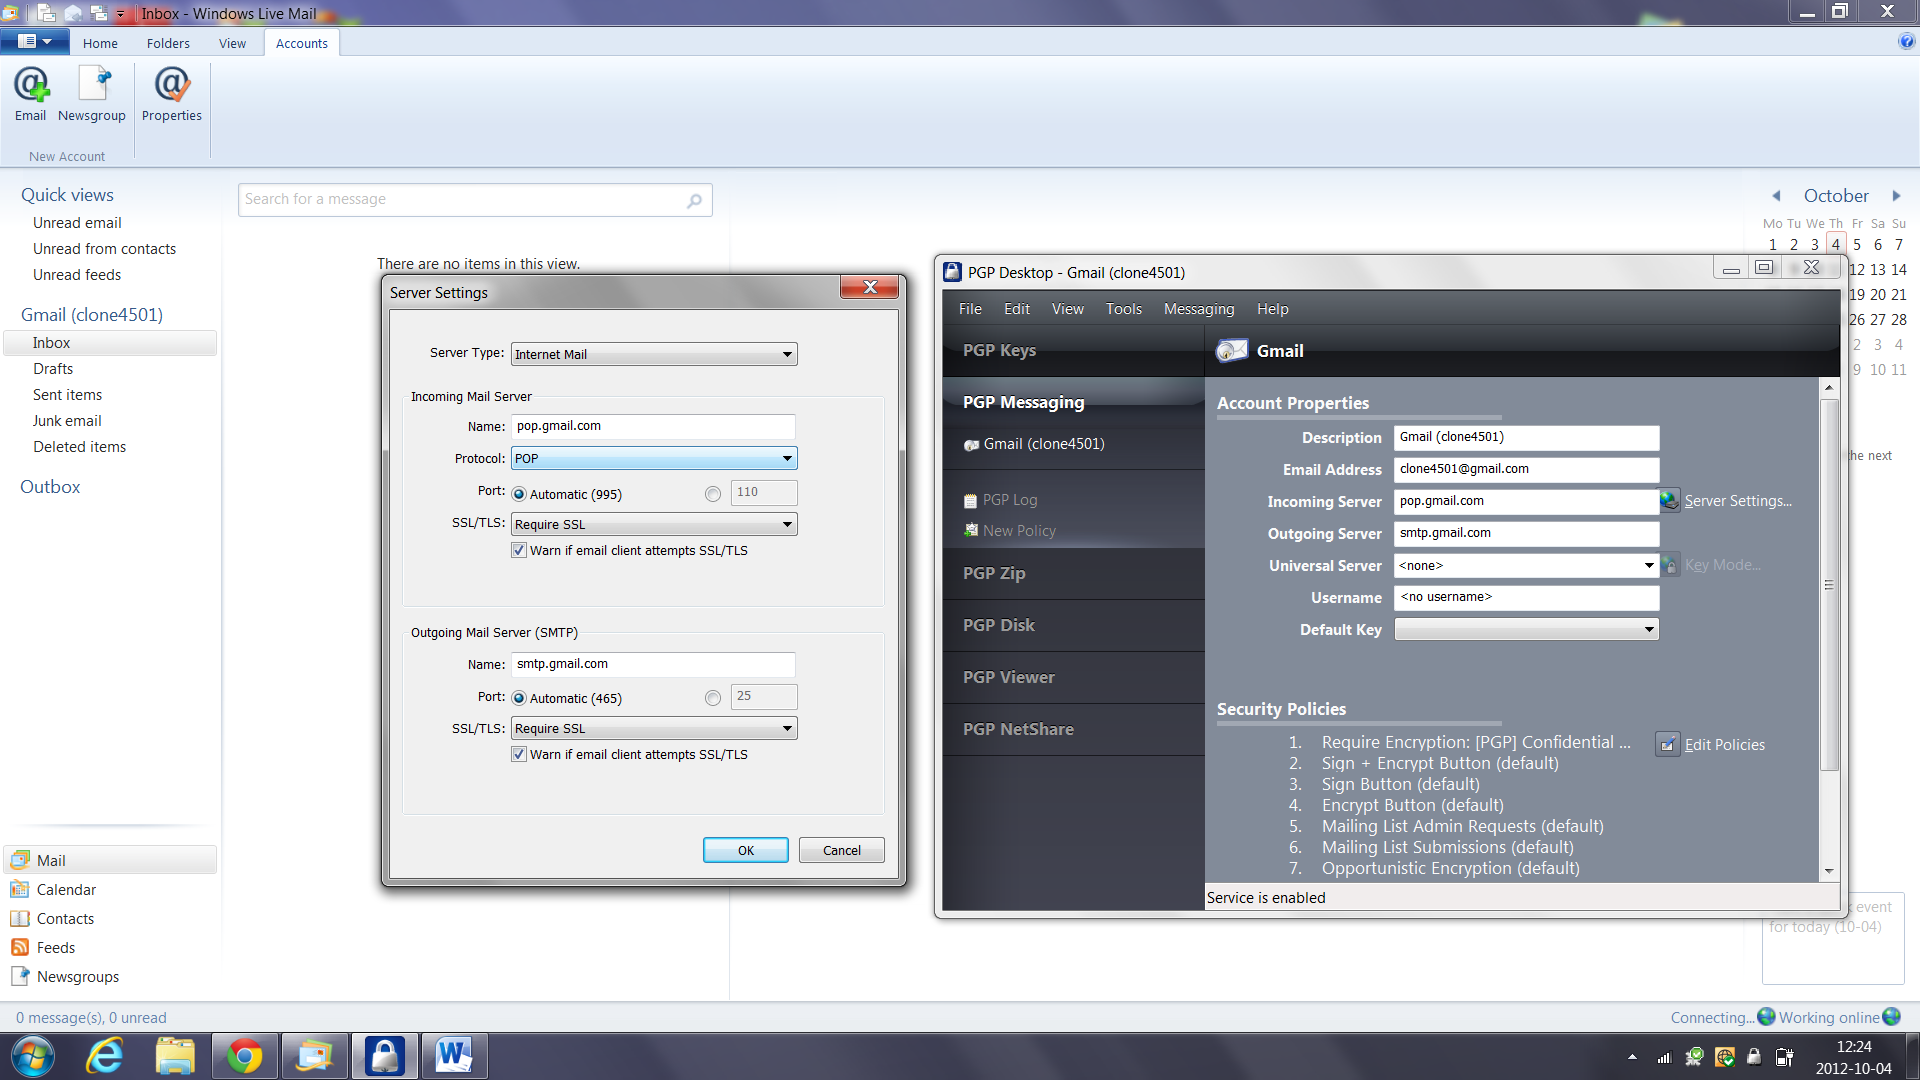 Inbox - Windows Live Mail
Home Folders View Accounts
Email Newsgroup Properties
New Account
Quick views
Unread email
Unread from contacts
Unread feeds
Gmail (clone4501)
Inbox
Drafts
Sent items
Junk email
Deleted items
Outbox
Mail
Calendar
Contacts
Feeds
Newsgroups
0 message(s), 0 unread
Search for a message
There are no items in this view.
Server Settings
Server Type: Internet Mail
Incoming Mail Server
Name: pop.gmail.com
Protocol: POP
Port: Automatic (995) 110
SSL/TLS: Require SSL
Warn if email client attempts SSL/TLS
Outgoing Mail Server (SMTP)
Name: smtp.gmail.com
Port: Automatic (465) 25
SSL/TLS: Require SSL
Warn if email client attempts SSL/TLS
OK Cancel
PGP Desktop - Gmail (clone4501)
File Edit View Tools Messaging Help
PGP Keys
PGP Messaging
Gmail (clone4501)
PGP Log
New Policy
PGP Zip
PGP Disk
PGP Viewer
PGP NetShare
Gmail
Account Properties
Description Gmail (clone4501)
Email Address clone4501@gmail.com
Incoming Server pop.gmail.com Server Settings...
Outgoing Server smtp.gmail.com
Universal Server <none> Key Mode...
Username <no username>
Default Key
Security Policies
1. Require Encryption: [PGP] Confidential ... Edit Policies
2. Sign + Encrypt Button (default)
3. Sign Button (default)
4. Encrypt Button (default)
5. Mailing List Admin Requests (default)
6. Mailing List Submissions (default)
7. Opportunistic Encryption (default)
Service is enabled
October
Mo Tu We Th Fr Sa Su
1 2 3 4 5 6 7
12 13 14
19 20 21
26 27 28
2 3 4
9 10 11
the next
event
for today (10-04)
Connecting... Working online
12:24
2012-10-04